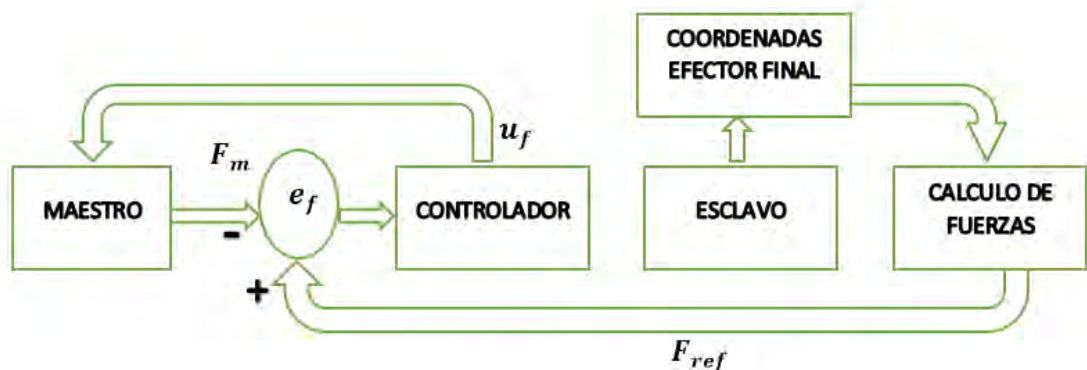 COORDENADAS
EFECTOR FINAL
u_f
F_m
MAESTRO
e_f
CONTROLADOR
ESCLAVO
CALCULO DE
FUERZAS
-
+
F_ref